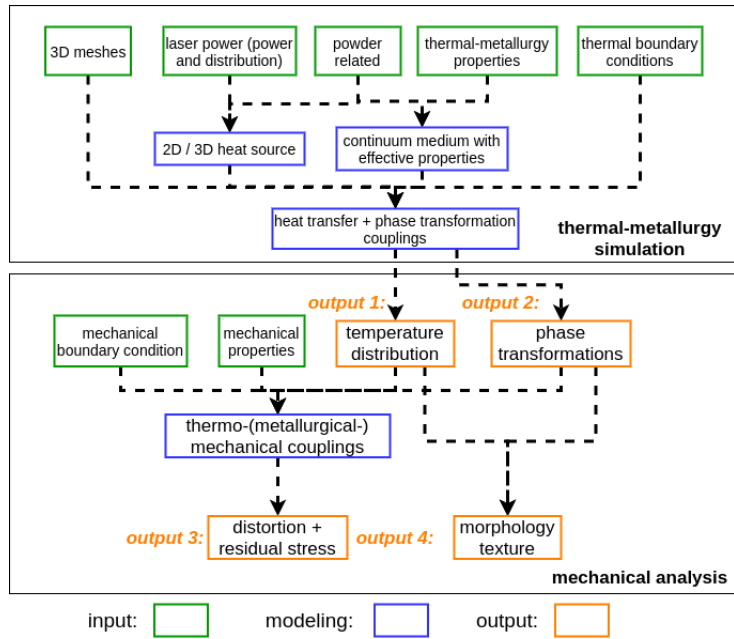 3D meshes
laser power (power
and distribution)
powder
related
thermal-metallurgy
properties
thermal boundary
conditions
2D / 3D heat source
continuum medium with
effective properties
heat transfer + phase transformation
couplings
thermal-metallurgy
simulation
output 1:
output 2:
mechanical
boundary condition
mechanical
properties
temperature
distribution
phase
transformations
thermo-(metallurgical-)
mechanical couplings
output 3:
distortion +
residual stress
output 4:
morphology
texture
mechanical analysis
input:
modeling:
output: